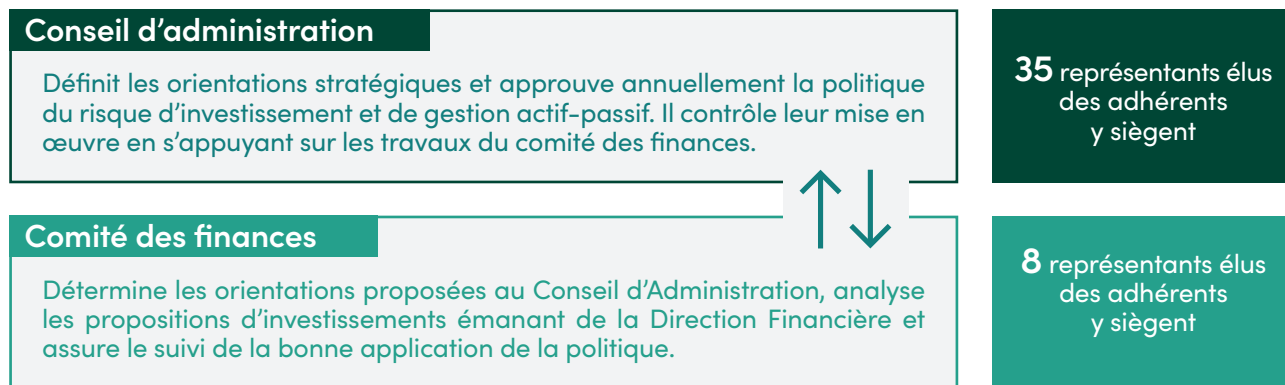 Conseil d'administration
Définit les orientations stratégiques et approuve annuellement la politique
du risque d'investissement et de gestion actif-passif. Il contrôle leur mise en
œuvre en s'appuyant sur les travaux du comité des finances.
35 représentants élus
des adhérents
y siègent
Comité des finances
Détermine les orientations proposées au Conseil d'Administration, analyse
les propositions d'investissements émanant de la Direction Financière et
assure le suivi de la bonne application de la politique.
8 représentants élus
des adhérents
y siègent